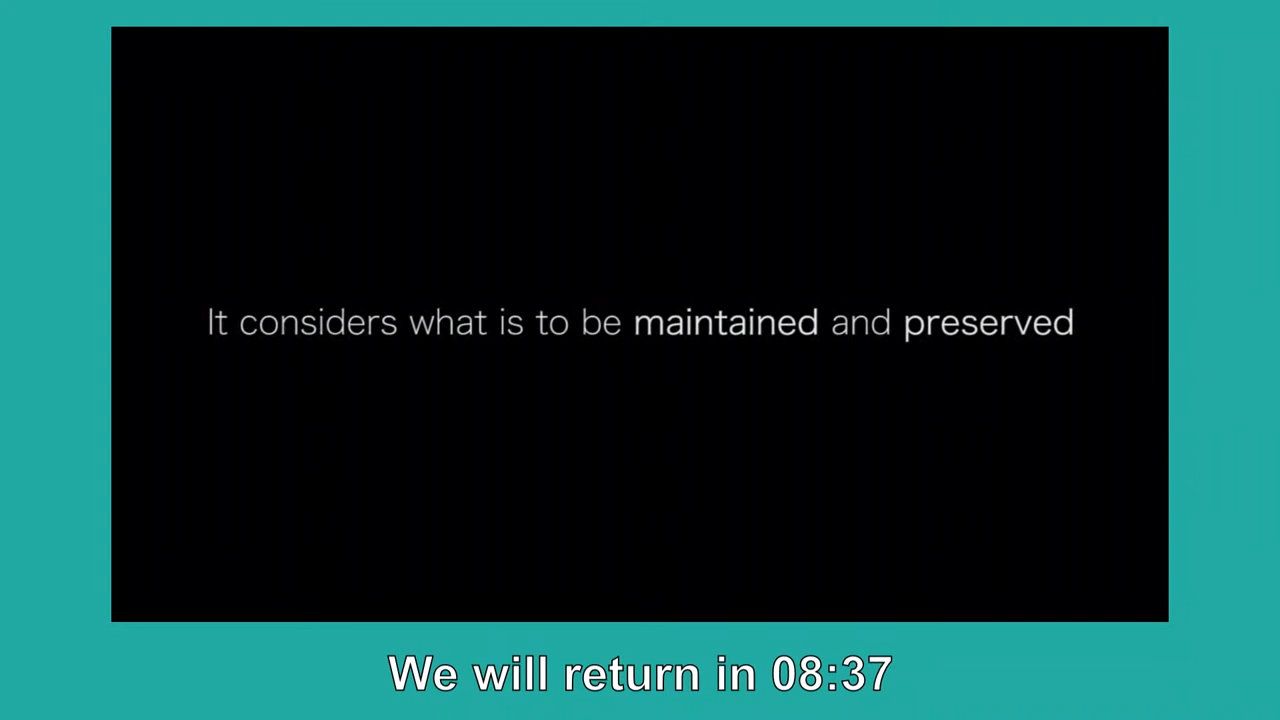 It considers what is to be maintained and preserved
We will return in 08:37